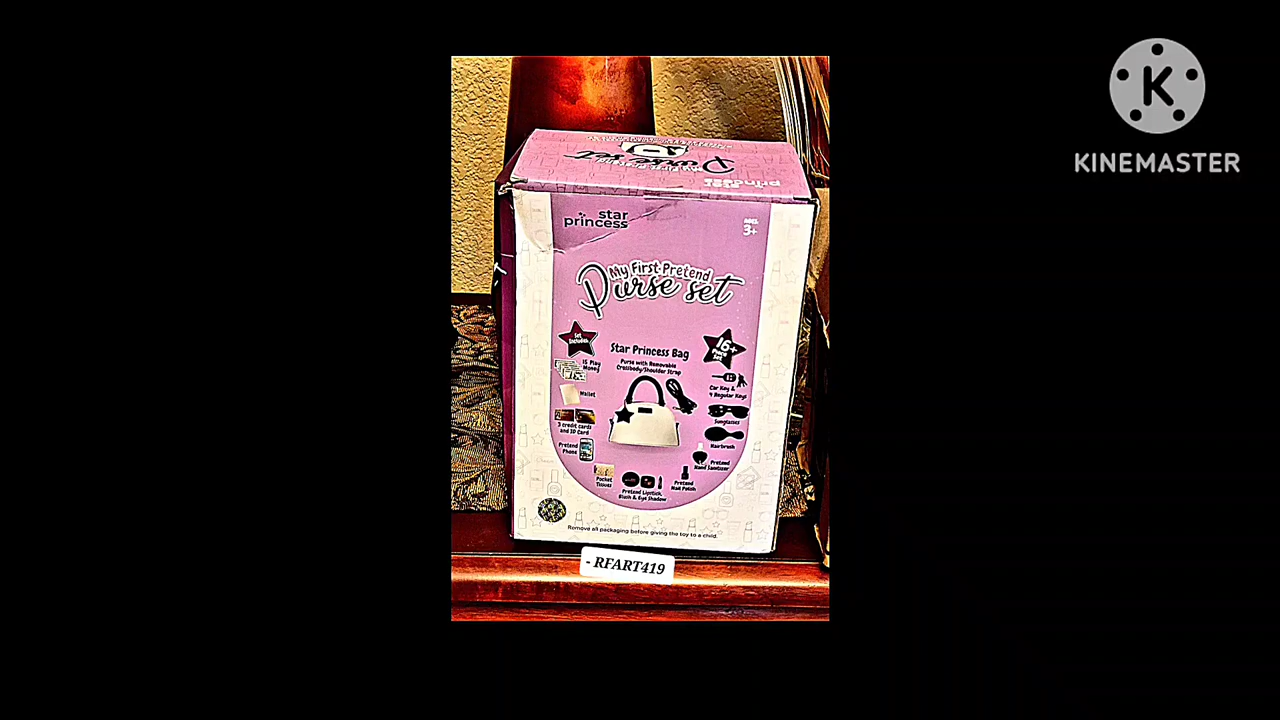 KINEMASTER
star
princess
AGES
3+
My First Pretend
Purse set
Set
Includes
16+
Star Princess Bag
Purse with Removable
Crossbody/Shoulder Strap
15 Play
Money
Wallet
3 credit cards
and ID Card
Pretend
Phone
Pocket
Tissues
Pretend Lipstick,
Blush & Eye Shadow
Pretend
Nail Polish
Pretend
Hand Sanitizer
Hairbrush
Sunglasses
Car Key &
4 Regular Keys
Remove all packaging before giving the toy to a child.
- RFART419